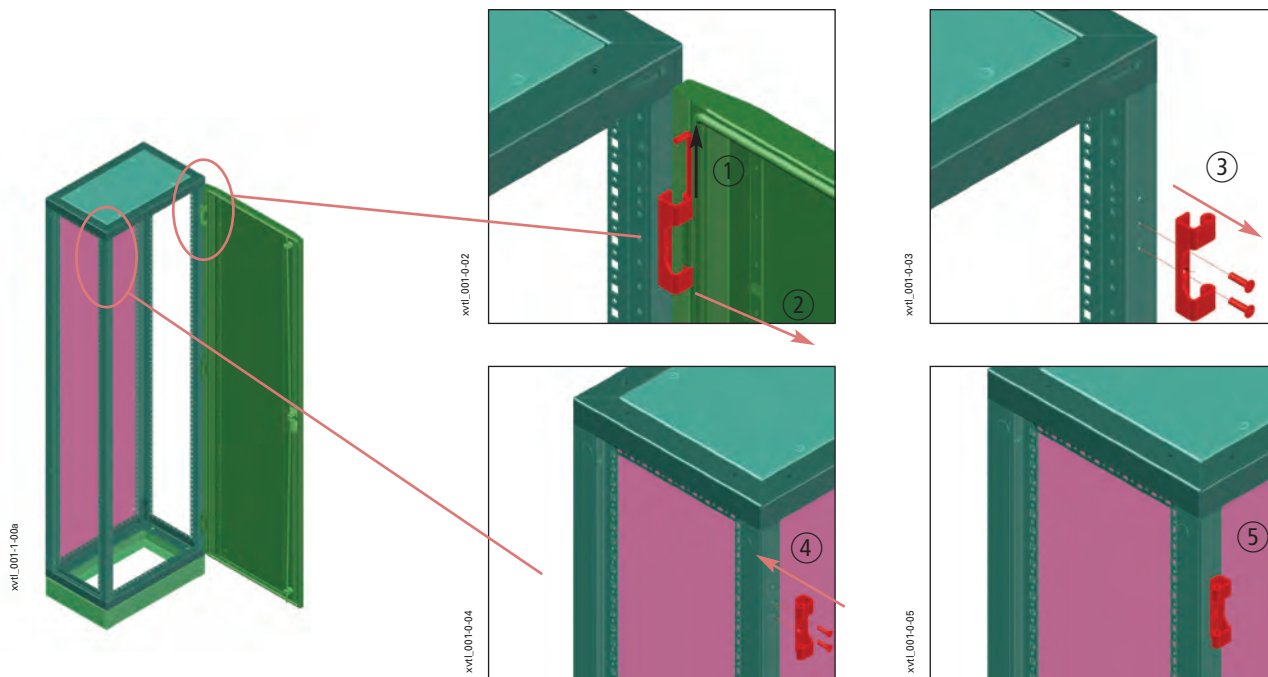 xvtl_001-1-00a
xvtl_001-0-02
①
②
xvtl_001-0-03
③
xvtl_001-0-04
④
xvtl_001-0-05
⑤